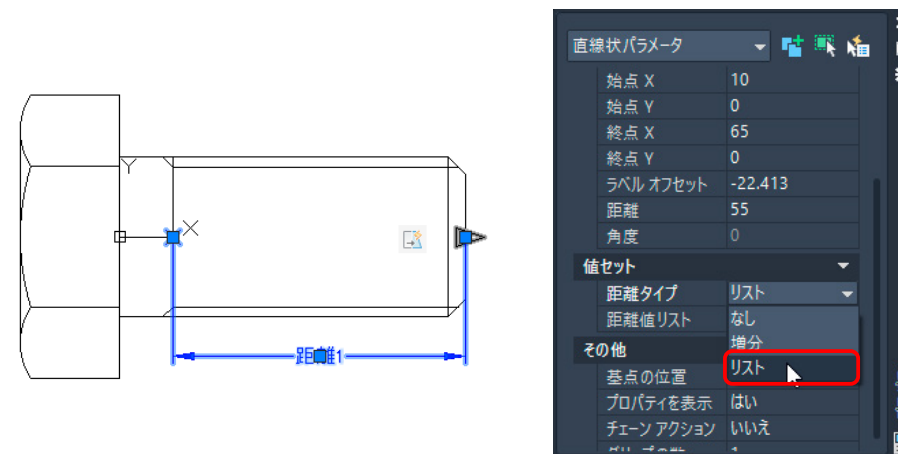 Y
X
距離1
直線状パラメータ
始点 X 10
始点 Y 0
終点 X 65
終点 Y 0
ラベル オフセット -22.413
距離 55
角度 0
値セット
距離タイプ リスト
距離値リスト なし
増分
その他
リスト
基点の位置
プロパティを表示 はい
チェーン アクション いいえ